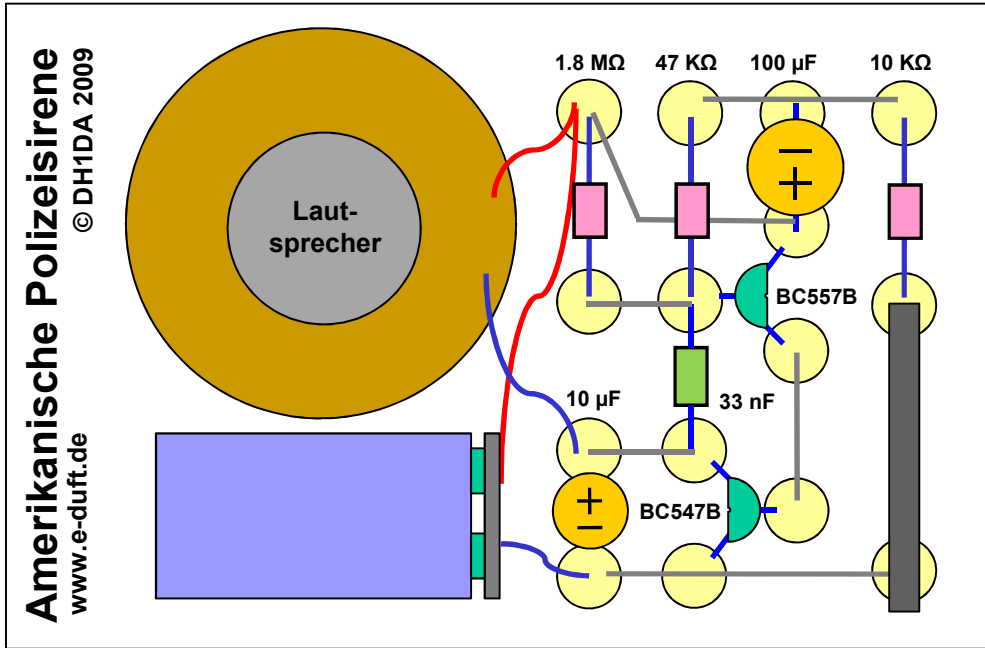 Amerikanische Polizeisirene
© DH1DA 2009
www.e-duft.de
Laut-
sprecher
1.8 MΩ
47 KΩ
100 µF
10 KΩ
BC557B
10 µF
33 nF
BC547B